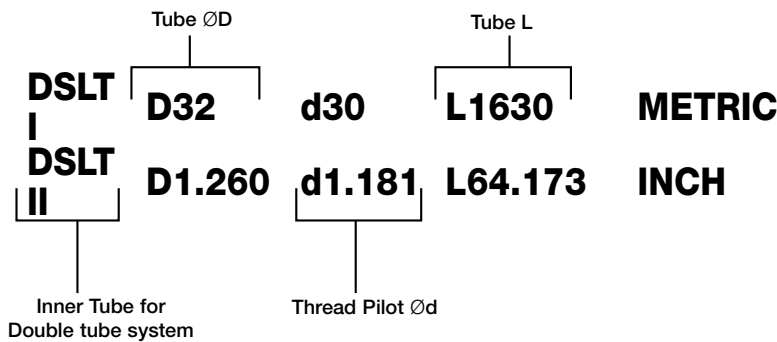 Tube ∅D
Tube L
DSLT
I
D32 d30 L1630 METRIC
DSLT
II
D1.260 d1.181 L64.173 INCH
Inner Tube for
Double tube system
Thread Pilot ∅d